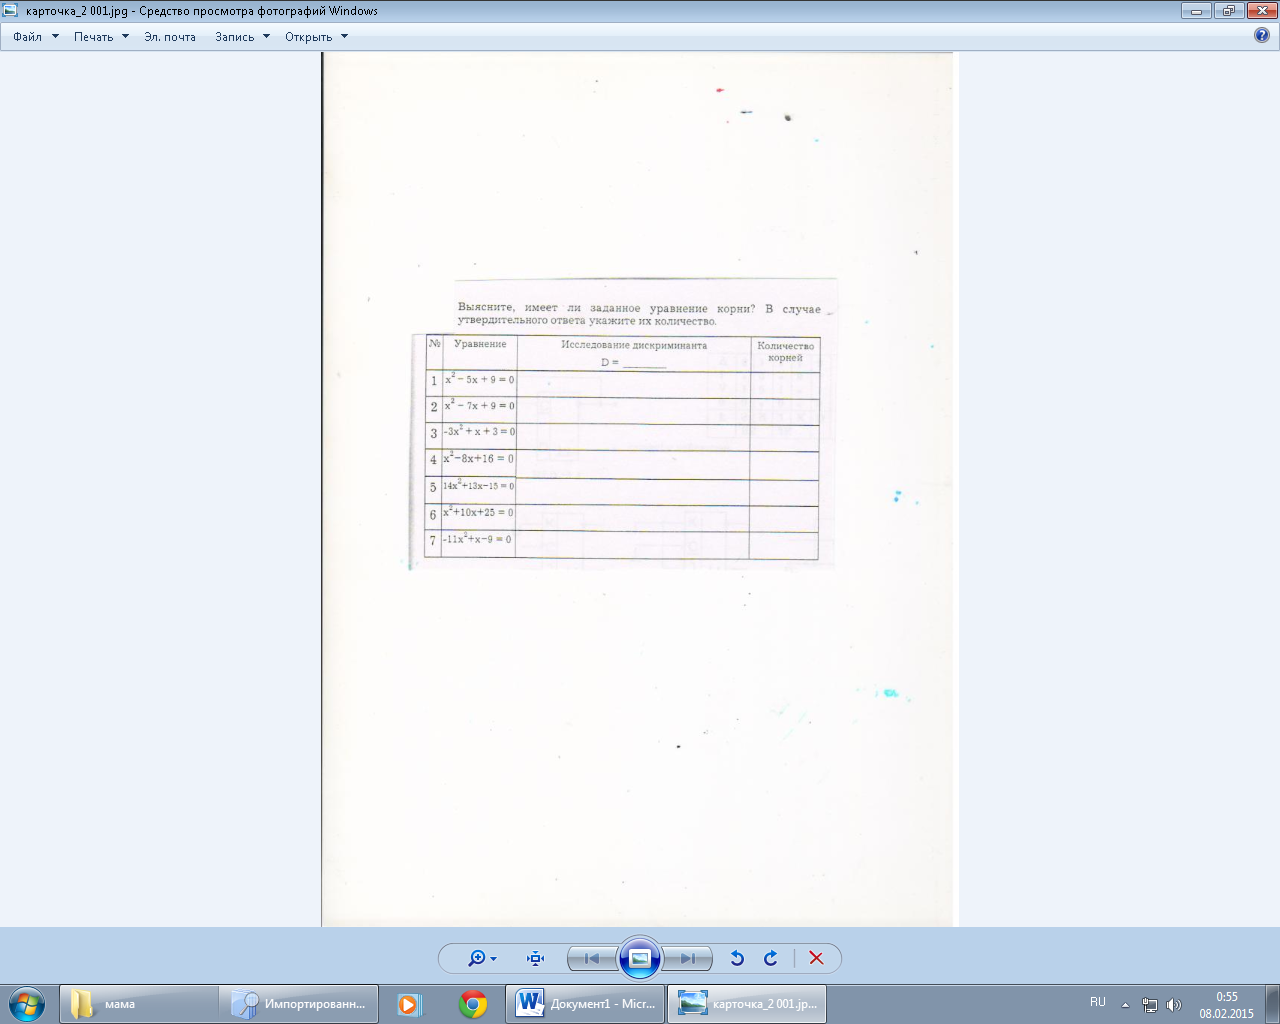 карточка_2 001.jpg - Средство просмотра фотографий Windows
Файл Печать Эл. почта Запись Открыть
Выясните, имеет ли заданное уравнение корни? В случае
утвердительного ответа укажите их количество.
№ Уравнение Исследование дискриминанта Количество
D = _______ корней
1 x² − 5x + 9 = 0
2 x² − 7x + 9 = 0
3 -3x² + x + 3 = 0
4 x²−8x+16 = 0
5 14x²+13x−15 = 0
6 x²+10x+25 = 0
7 -11x²+x−9 = 0
мама Импортированн... Документ1 - Micr... карточка_2 001.jp... RU 0:55
08.02.2015